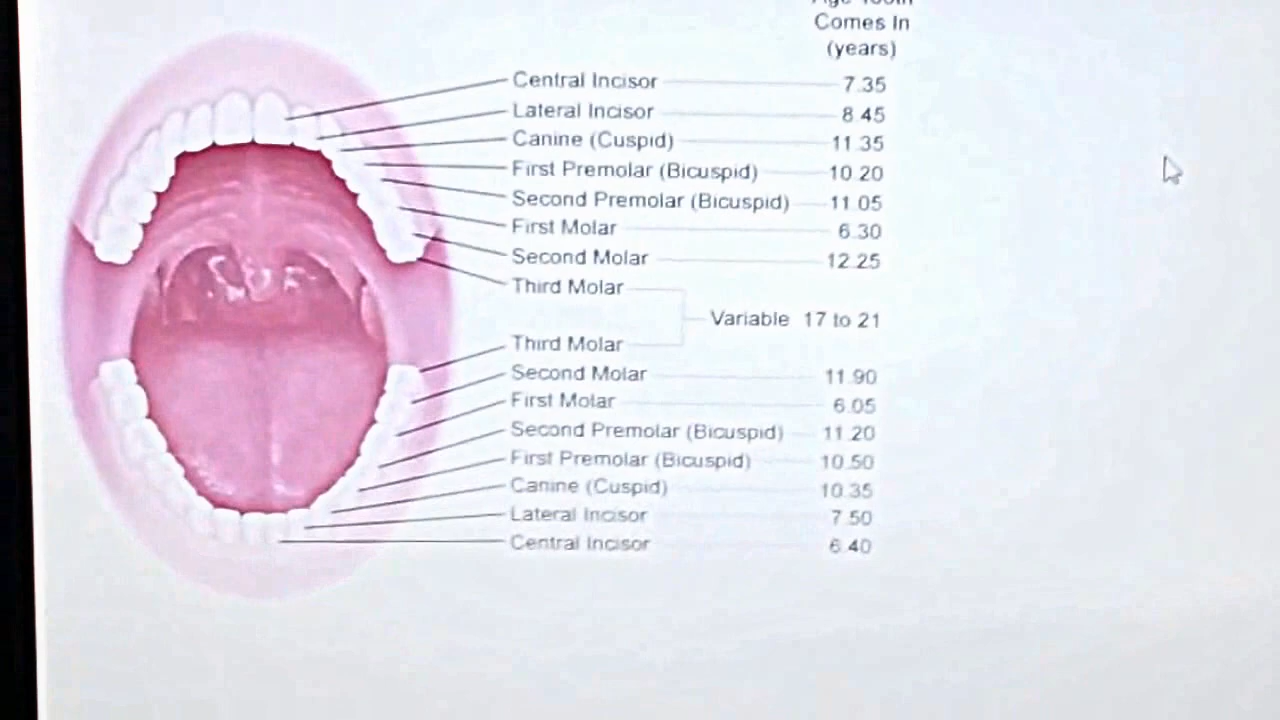 Comes In
(years)
Central Incisor 7.35
Lateral Incisor 8.45
Canine (Cuspid) 11.35
First Premolar (Bicuspid) 10.20
Second Premolar (Bicuspid) 11.05
First Molar 6.30
Second Molar 12.25
Third Molar
Variable 17 to 21
Third Molar
Second Molar 11.90
First Molar 6.05
Second Premolar (Bicuspid) 11.20
First Premolar (Bicuspid) 10.50
Canine (Cuspid) 10.35
Lateral Incisor 7.50
Central Incisor 6.40